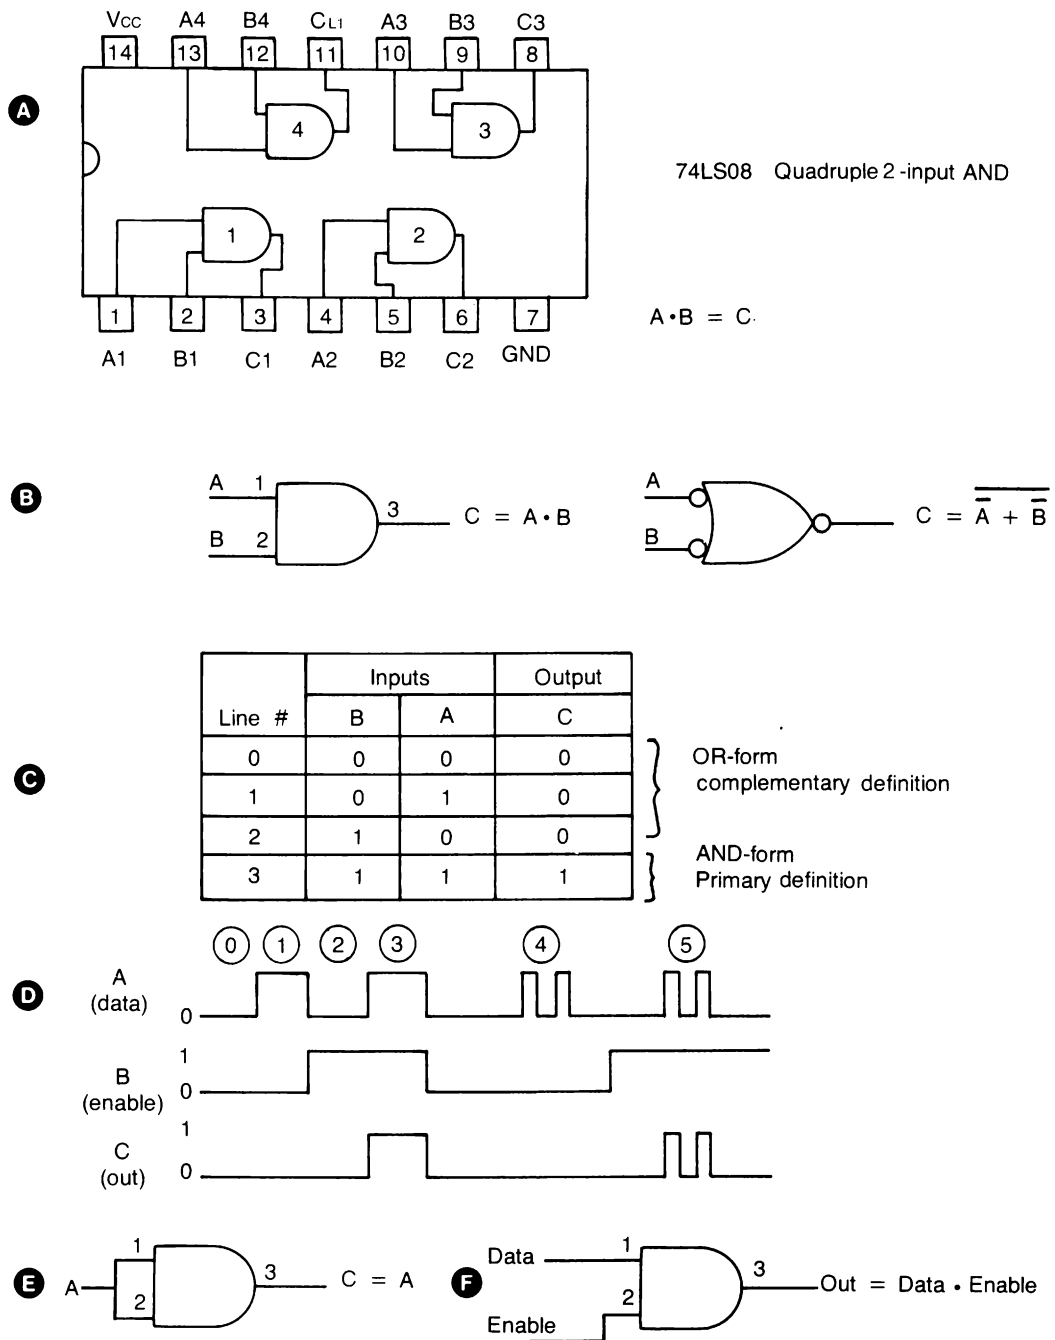 VCC A4 B4 CL1 A3 B3 C3
14 13 12 11 10 9 8
A
4 3
74LS08 Quadruple 2-input AND
1 2
1 2 3 4 5 6 7
A•B = C
A1 B1 C1 A2 B2 C2 GND
B
A 1
B 2
3
C = A • B
A
B
C = \overline{\overline{A} + \overline{B}}
C
Inputs Output
Line # B A C
0 0 0 0
1 0 1 0
2 1 0 0
3 1 1 1
OR-form
complementary definition
AND-form
Primary definition
0 1 2 3 4 5
D
A
(data)
0
1
B
0
(enable)
1
C
(out)
0
E
A
1
2
3
C = A
F
Data
1
2
3
Out = Data • Enable
Enable